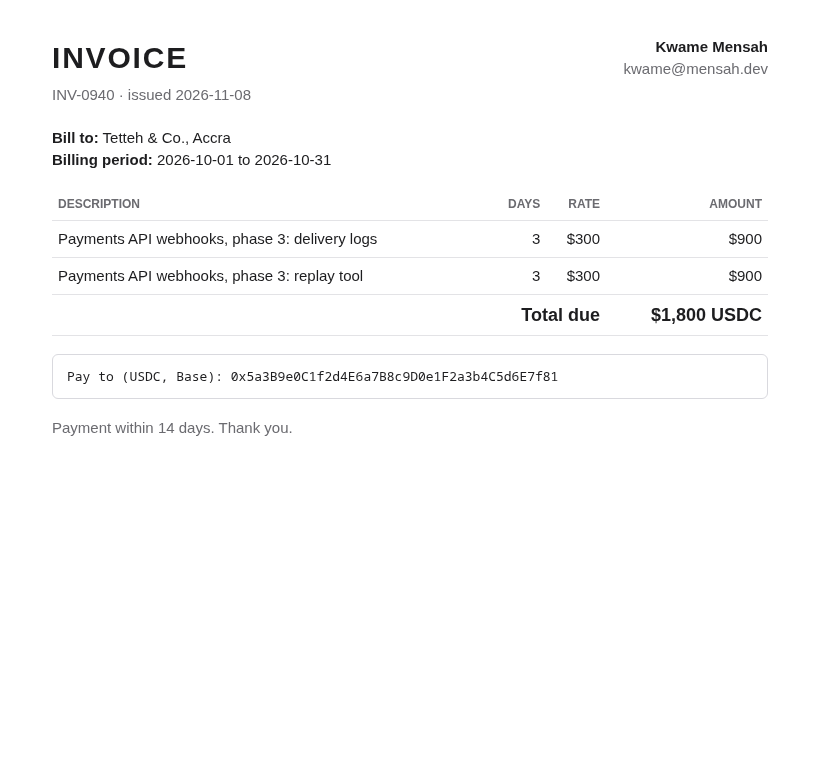 INVOICE
Kwame Mensah
kwame@mensah.dev
INV-0940 · issued 2026-11-08
Bill to: Tetteh & Co., Accra
Billing period: 2026-10-01 to 2026-10-31
DESCRIPTION DAYS RATE AMOUNT
Payments API webhooks, phase 3: delivery logs 3 $300 $900
Payments API webhooks, phase 3: replay tool 3 $300 $900
Total due $1,800 USDC
Pay to (USDC, Base): 0x5a3B9e0C1f2d4E6a7B8c9D0e1F2a3b4C5d6E7f81
Payment within 14 days. Thank you.